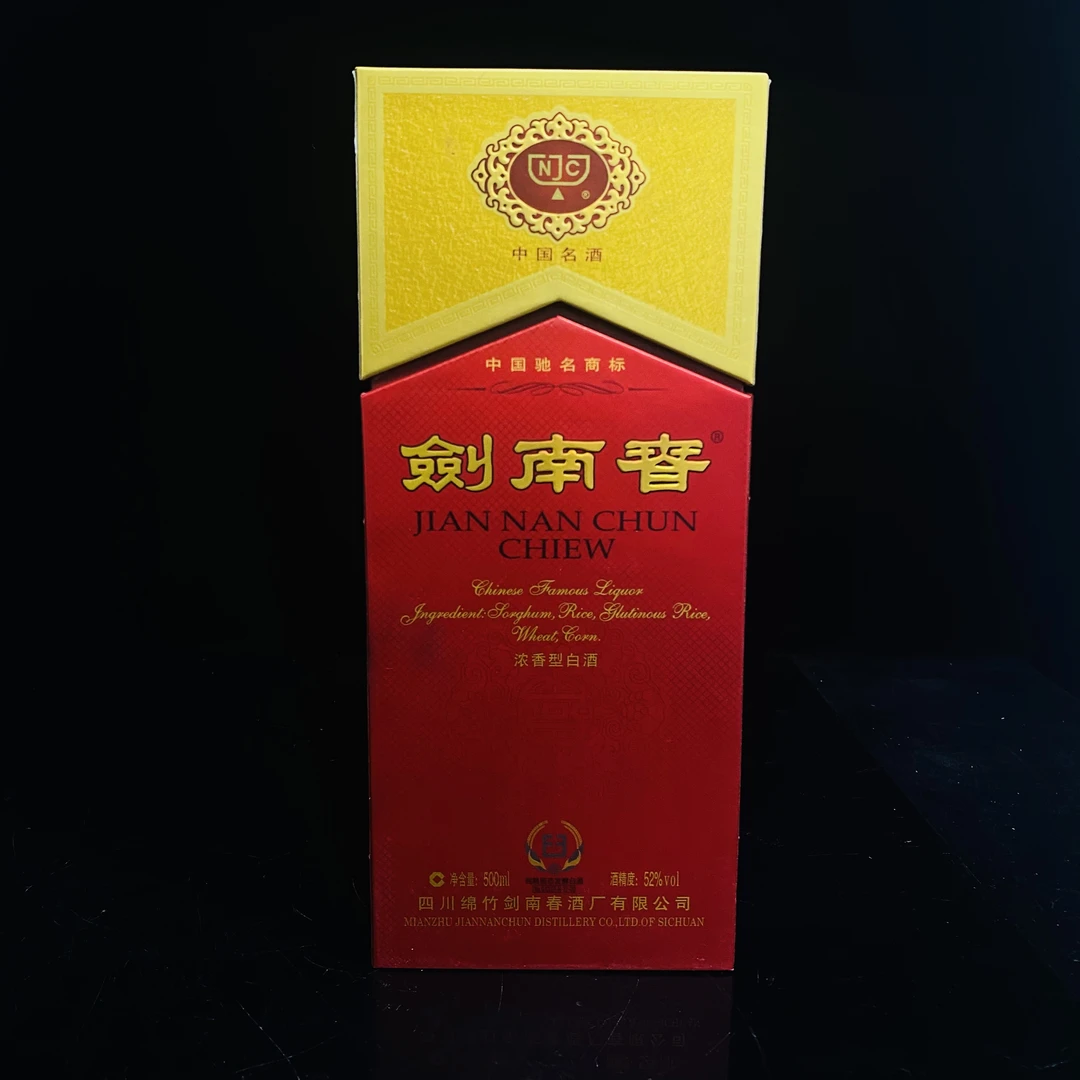 NJC
®
中国名酒
中国驰名商标
劍南春®
JIAN NAN CHUN
CHIEW
Chinese Famous Liquor
Ingredient: Sorghum, Rice, Glutinous Rice,
Wheat, Corn.
浓香型白酒
净含量: 500ml 酒精度: 52%vol
四川绵竹剑南春酒厂有限公司
MIANZHU JIANNANCHUN DISTILLERY CO.,LTD.OF SICHUAN